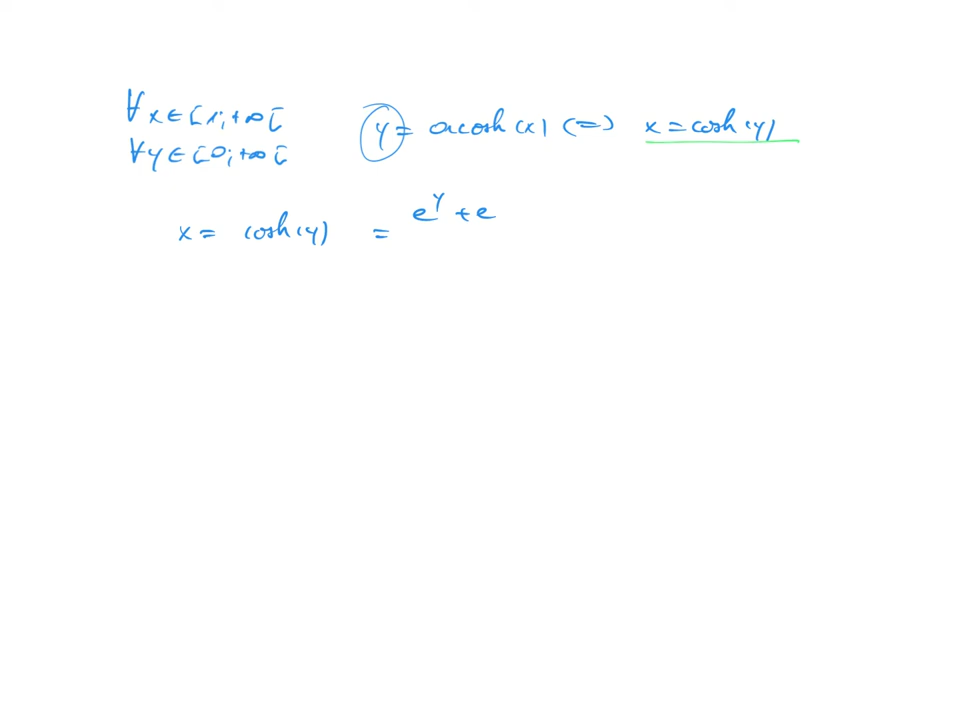 ∀x∈[1;+∞[
∀y∈[0;+∞[
y = arcosh(x) (=) x = cosh(y)
x = cosh(y) = e^y + e